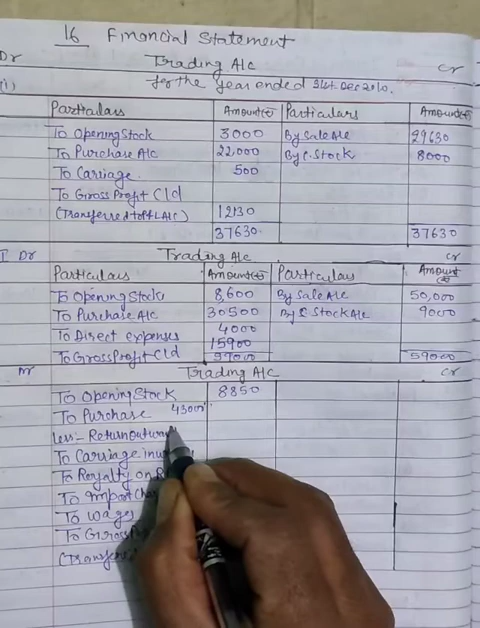 16 Financial Statement
Dr Trading A/c Cr
(i) for the year ended 31st Dec 2010.
Particulars Amount(₹) Particulars Amount(₹)
To Opening Stock 3000 By Sale A/c 29630
To Purchase A/c 22,000 By C. Stock 8000
To Carriage. 500
To Gross Profit C/d
(Transferred to P&L A/C) 12130
37630. 37630
Dr Trading A/c Cr
Particulars Amount(₹) Particulars Amount (₹)
To Opening Stock 8,600 By Sale A/c 50,000
To Purchase A/c 30500 By C Stock A/c 9000
To Direct expenses 4000
To Gross Profit C/d 15900
59000 59000
Trading A/c Cr
To Opening Stock 8850
To Purchase 43000
Less- Return outwar
To Carriage inw
To Royalty on
To Import Char
To Wages
To Gross
(Transfer